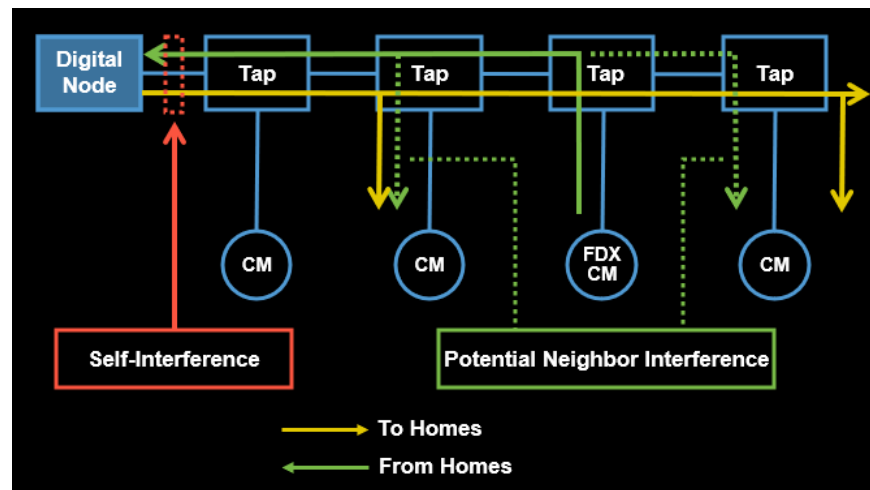 Digital
Node
Tap
Tap
Tap
Tap
CM
CM
FDX
CM
CM
Self-Interference
Potential Neighbor Interference
To Homes
From Homes